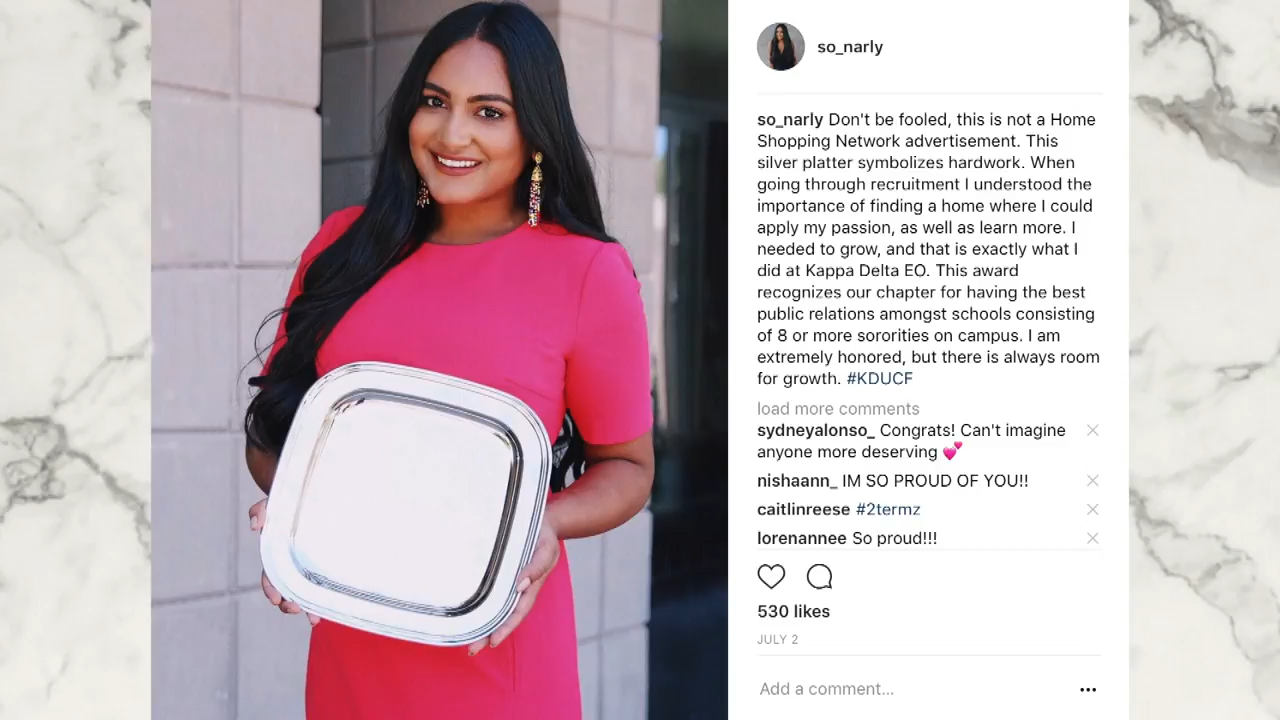 so_narly
so_narly Don't be fooled, this is not a Home
Shopping Network advertisement. This
silver platter symbolizes hardwork. When
going through recruitment I understood the
importance of finding a home where I could
apply my passion, as well as learn more. I
needed to grow, and that is exactly what I
did at Kappa Delta EO. This award
recognizes our chapter for having the best
public relations amongst schools consisting
of 8 or more sororities on campus. I am
extremely honored, but there is always room
for growth. #KDUCF
load more comments
sydneyalonso_ Congrats! Can't imagine
anyone more deserving 💕
nishaann_ IM SO PROUD OF YOU!!
caitlinreese #2termz
lorenannee So proud!!!
530 likes
JULY 2
Add a comment...